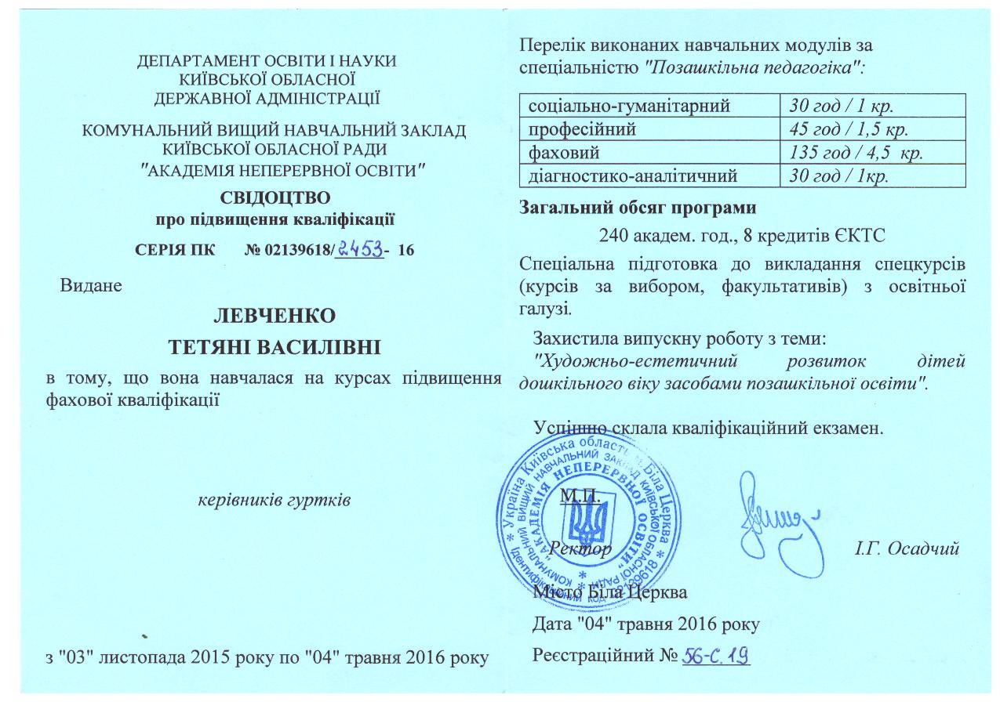 ДЕПАРТАМЕНТ ОСВІТИ І НАУКИ
КИЇВСЬКОЇ ОБЛАСНОЇ
ДЕРЖАВНОЇ АДМІНІСТРАЦІЇ
КОМУНАЛЬНИЙ ВИЩИЙ НАВЧАЛЬНИЙ ЗАКЛАД
КИЇВСЬКОЇ ОБЛАСНОЇ РАДИ
"АКАДЕМІЯ НЕПЕРЕРВНОЇ ОСВІТИ"
СВІДОЦТВО
про підвищення кваліфікації
СЕРІЯ ПК № 02139618/2453- 16
Видане
ЛЕВЧЕНКО
ТЕТЯНІ ВАСИЛІВНІ
в тому, що вона навчалася на курсах підвищення
фахової кваліфікації
керівників гуртків
з "03" листопада 2015 року по "04" травня 2016 року
Перелік виконаних навчальних модулів за
спеціальністю "Позашкільна педагогіка":
соціально-гуманітарний 30 год / 1 кр.
професійний 45 год / 1,5 кр.
фаховий 135 год / 4,5 кр.
діагностико-аналітичний 30 год / 1кр.
Загальний обсяг програми
240 академ. год., 8 кредитів ЄКТС
Спеціальна підготовка до викладання спецкурсів
(курсів за вибором, факультативів) з освітньої
галузі.
Захистила випускну роботу з теми:
"Художньо-естетичний розвиток дітей
дошкільного віку засобами позашкільної освіти".
Успішно склала кваліфікаційний екзамен.
М.П.
Ректор І.Г. Осадчий
Місто Біла Церква
Дата "04" травня 2016 року
Реєстраційний № 56-С.19
* Україна Київська область м.Біла Церква *
Ідентифікаційний код 02139618
* КОМУНАЛЬНИЙ ВИЩИЙ НАВЧАЛЬНИЙ ЗАКЛАД КИЇВСЬКОЇ ОБЛАСНОЇ РАДИ
* "АКАДЕМІЯ НЕПЕРЕРВНОЇ ОСВІТИ"